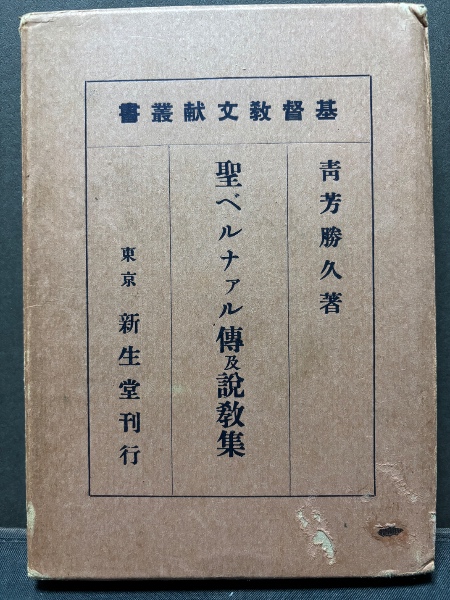 基督教文献叢書
青芳勝久著
聖ベルナァル傳及説教集
東京 新生堂刊行